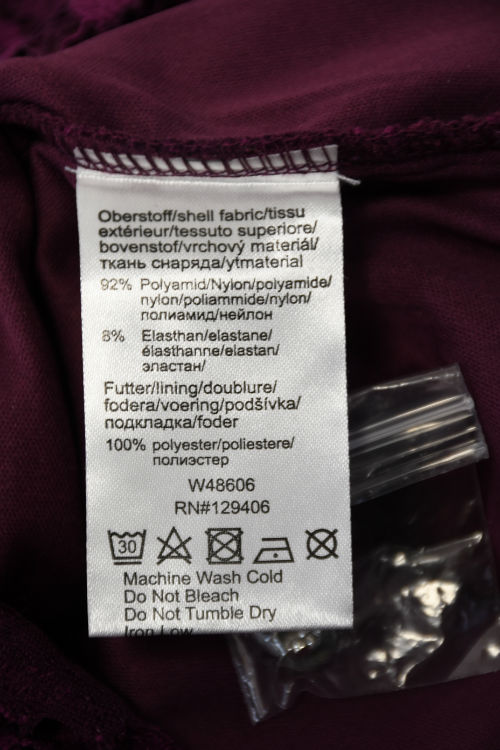 Oberstoff/shell fabric/tissu
extérieur/tessuto superiore/
bovenstof/vrchový materiál/
ткань снаряда/ytmaterial
92% Polyamid/Nylon/polyamide/
nylon/poliammide/nylon/
полиамид/нейлон
8% Elasthan/elastane/
élasthanne/elastan/
эластан/
Futter/lining/doublure/
fodera/voering/podšívka/
подкладка/foder
100% polyester/poliestere/
полиэстер
W48606
RN#129406
30
Machine Wash Cold
Do Not Bleach
Do Not Tumble Dry
Iron Low